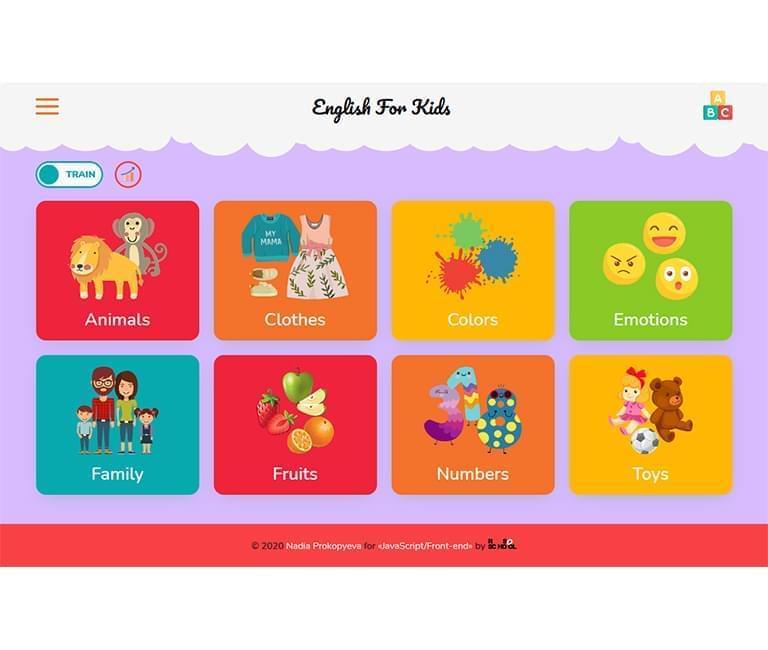 English For Kids
A
B C
TRAIN
MY
MAMA
Animals
Clothes
Colors
Emotions
Family
Fruits
Numbers
Toys
© 2020 Nadia Prokopyeva for «JavaScript/Front-end» by RS SCHOOL